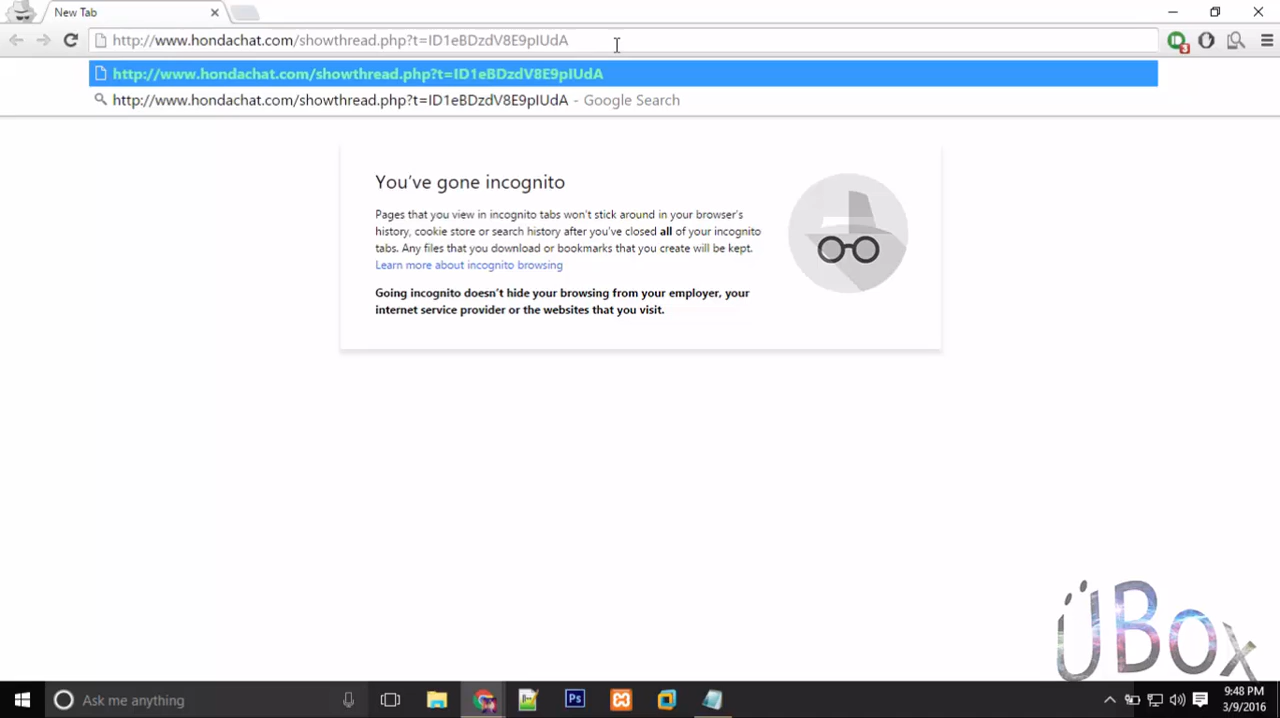 New Tab
http://www.hondachat.com/showthread.php?t=ID1eBDzdV8E9pIUdA
3
http://www.hondachat.com/showthread.php?t=ID1eBDzdV8E9pIUdA
http://www.hondachat.com/showthread.php?t=ID1eBDzdV8E9pIUdA - Google Search
You've gone incognito
Pages that you view in incognito tabs won't stick around in your browser's
history, cookie store or search history after you've closed all of your incognito
tabs. Any files that you download or bookmarks that you create will be kept.
Learn more about incognito browsing
Going incognito doesn't hide your browsing from your employer, your
internet service provider or the websites that you visit.
ÜBox
Ask me anything
Ps
9:48 PM
3/9/2016